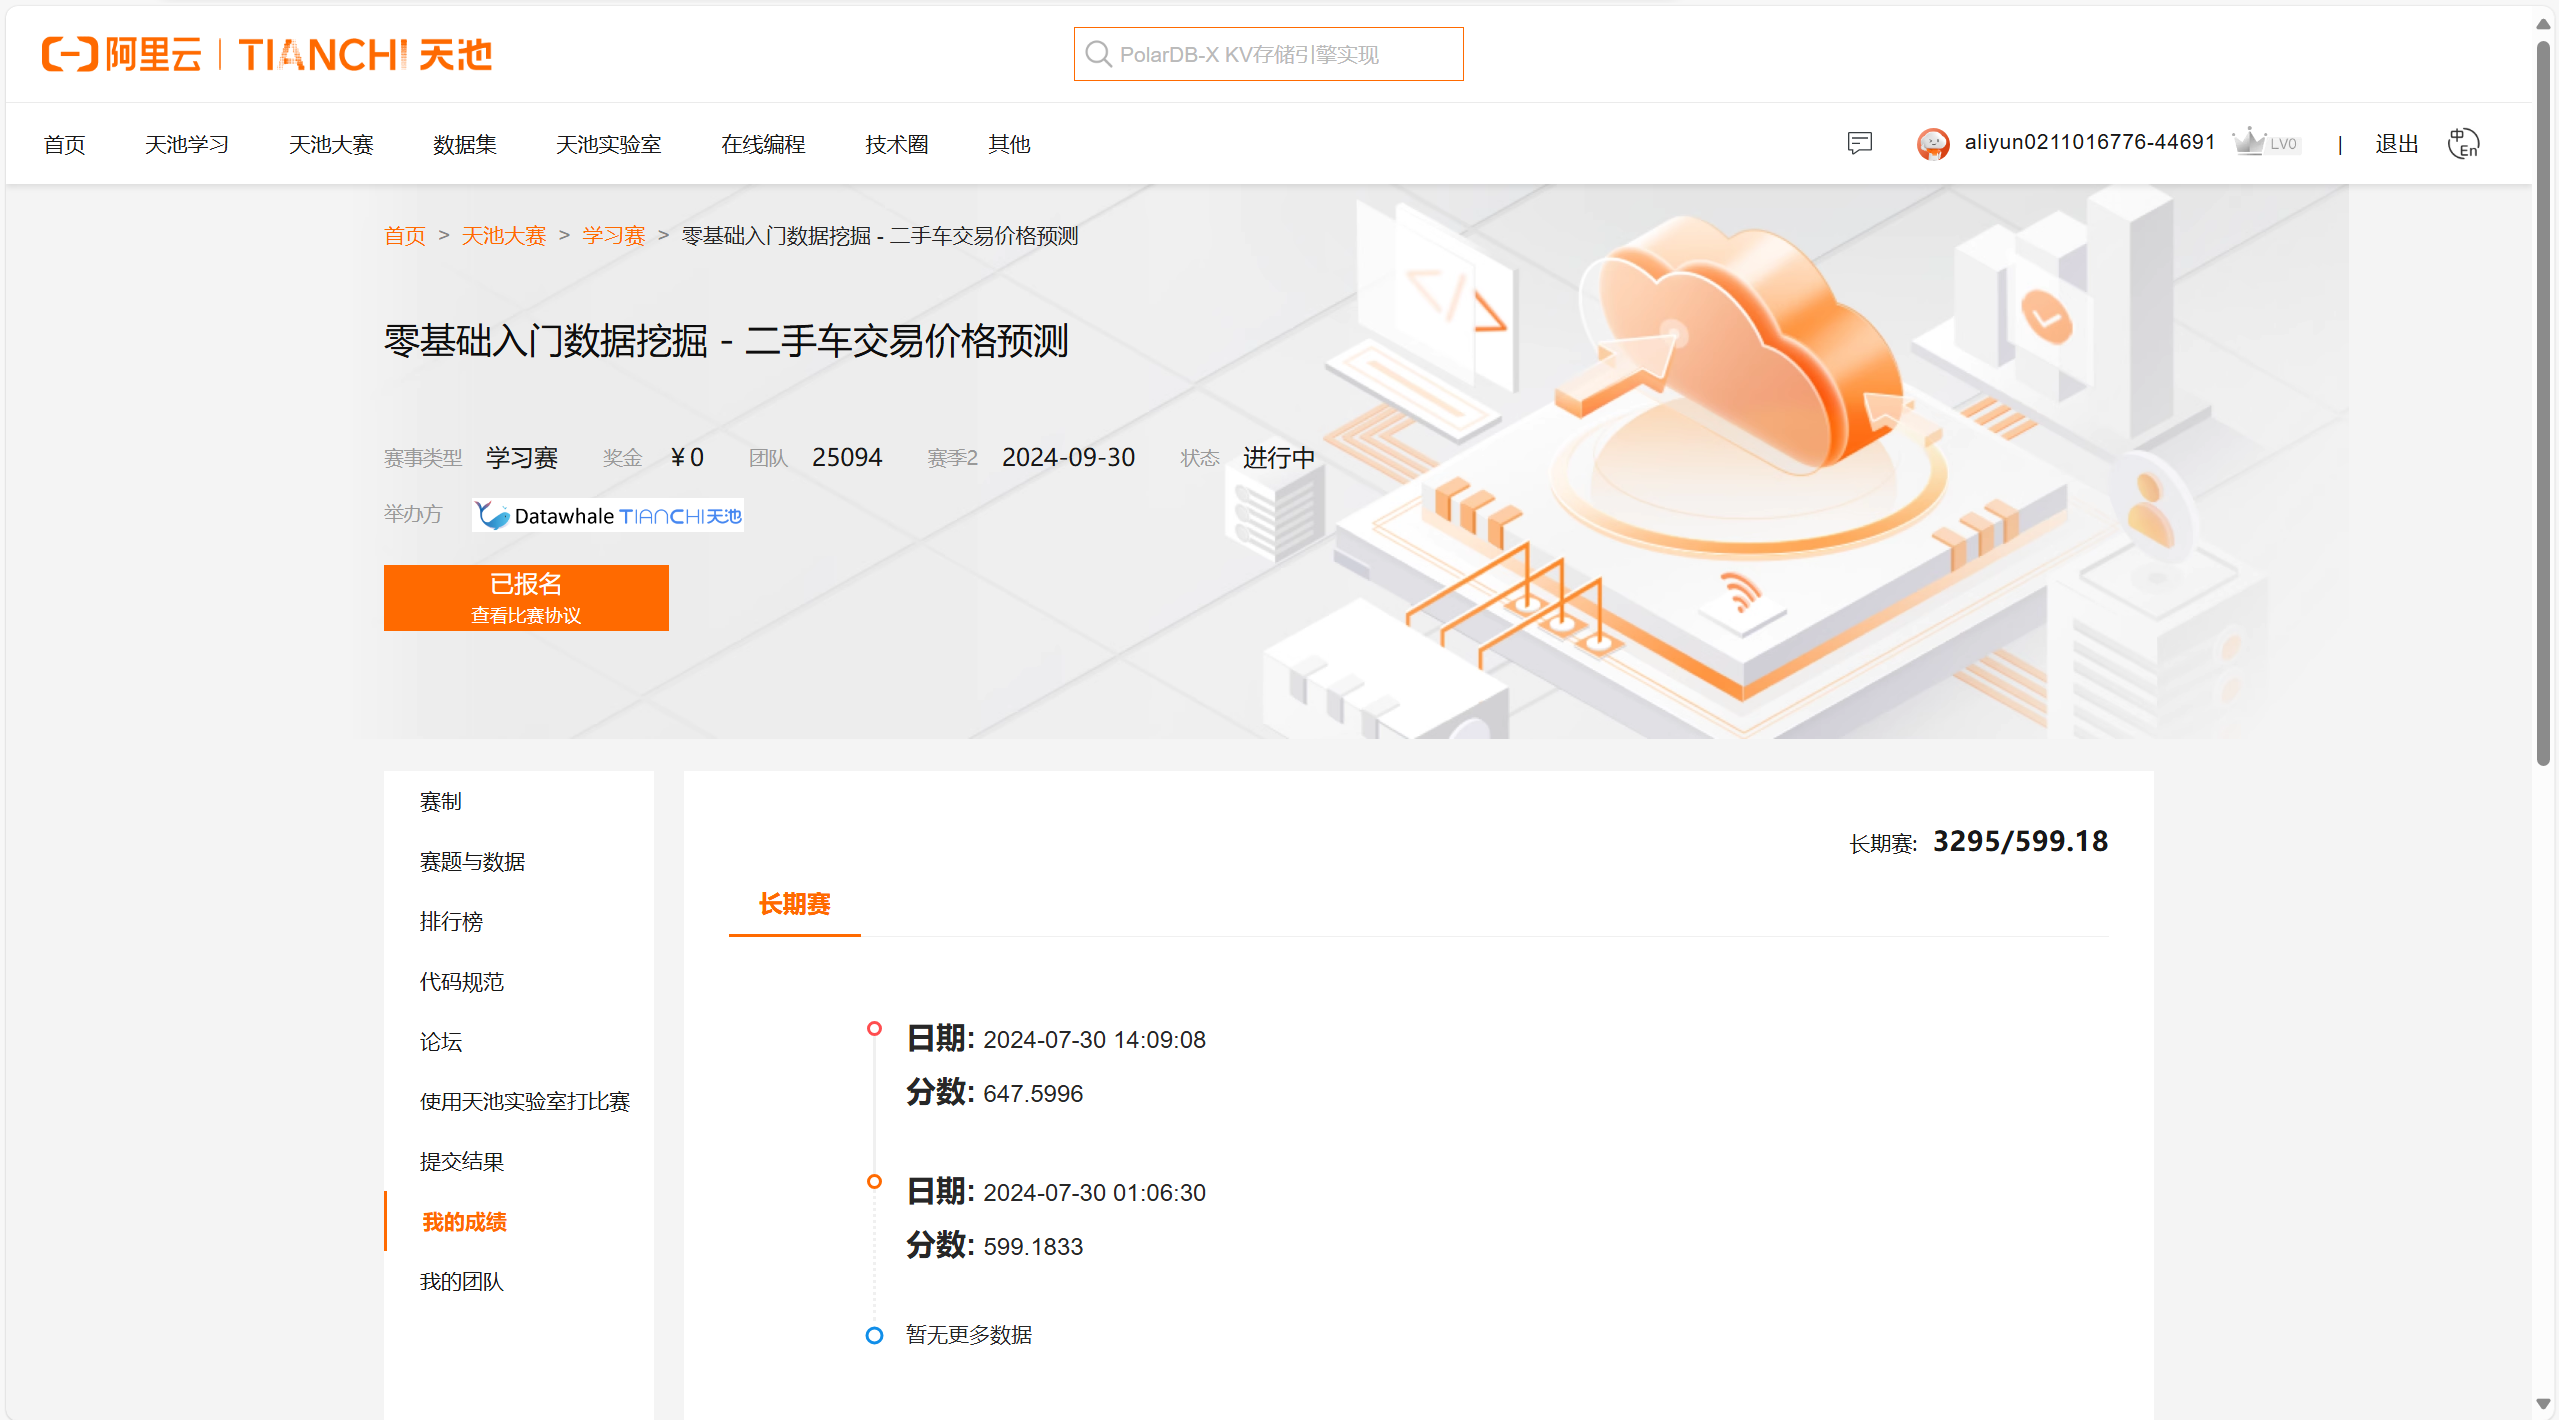 阿里云 | TIANCHI 天池
PolarDB-X KV存储引擎实现
首页 天池学习 天池大赛 数据集 天池实验室 在线编程 技术圈 其他 aliyun0211016776-44691 LV0 | 退出 中 En
首页 > 天池大赛 > 学习赛 > 零基础入门数据挖掘 - 二手车交易价格预测
零基础入门数据挖掘 - 二手车交易价格预测
赛事类型 学习赛 奖金 ¥0 团队 25094 赛季2 2024-09-30 状态 进行中
举办方 Datawhale TIANCHI天池
已报名
查看比赛协议
赛制
赛题与数据
排行榜
代码规范
论坛
使用天池实验室打比赛
提交结果
我的成绩
我的团队
长期赛: 3295/599.18
长期赛
日期: 2024-07-30 14:09:08
分数: 647.5996
日期: 2024-07-30 01:06:30
分数: 599.1833
暂无更多数据